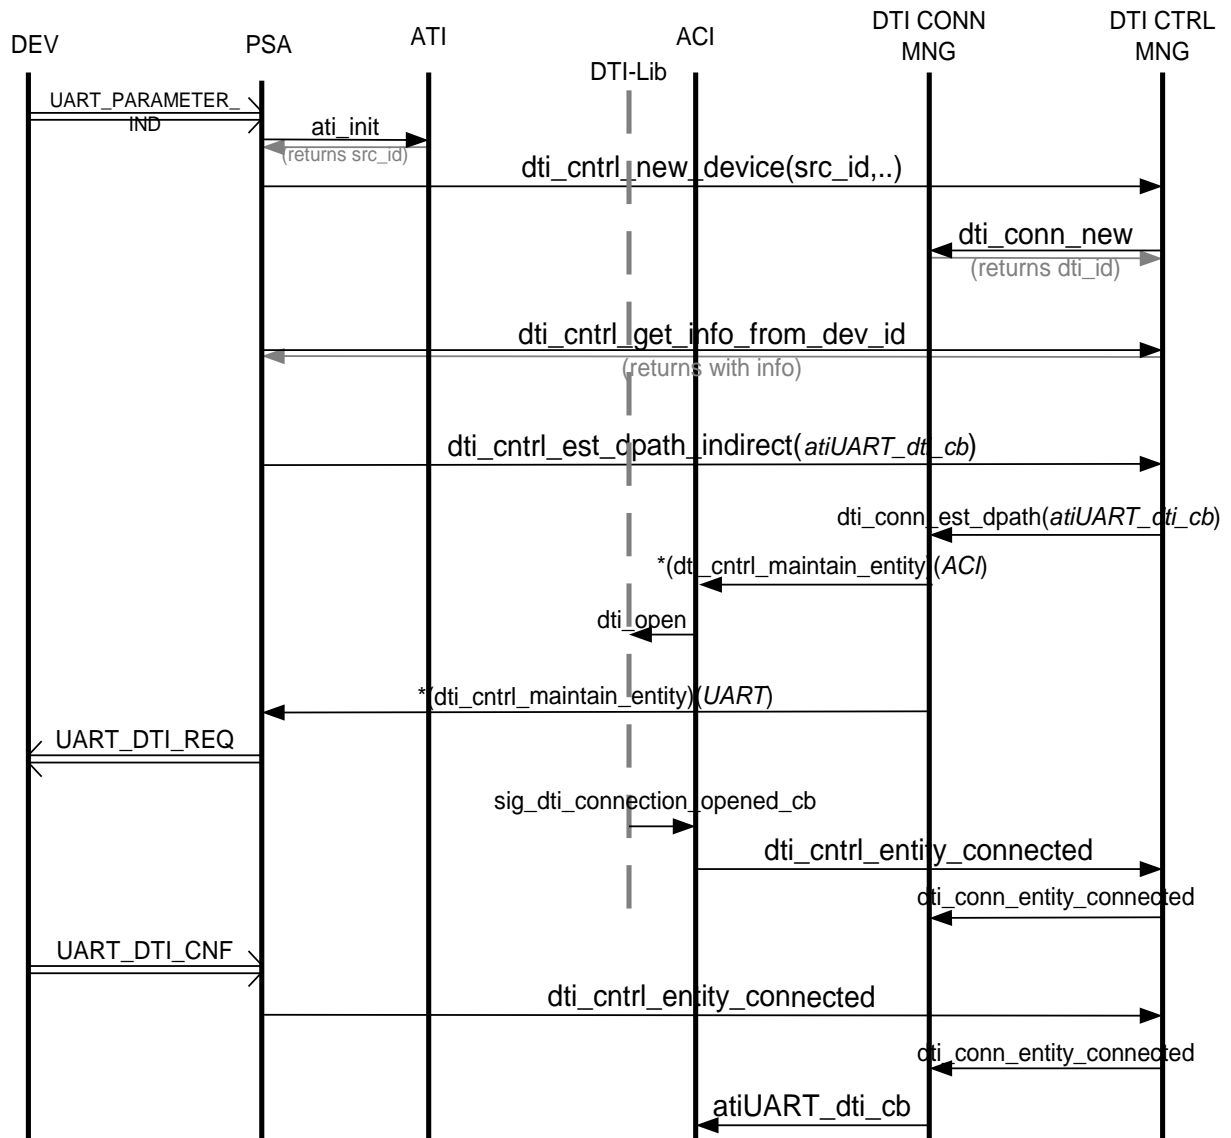 DEV
PSA
ATI
ACI
DTI CONN
MNG
DTI CTRL
MNG
DTI-Lib
UART_PARAMETER_
IND
ati_init
(returns src_id)
dti_cntrl_new_device(src_id,..)
dti_conn_new
(returns dti_id)
dti_cntrl_get_info_from_dev_id
(returns with info)
dti_cntrl_est_dpath_indirect(atiUART_dti_cb)
dti_conn_est_dpath(atiUART_dti_cb)
*(dti_cntrl_maintain_entity)(ACI)
dti_open
*(dti_cntrl_maintain_entity)(UART)
UART_DTI_REQ
sig_dti_connection_opened_cb
dti_cntrl_entity_connected
dti_conn_entity_connected
UART_DTI_CNF
dti_cntrl_entity_connected
dti_conn_entity_connected
atiUART_dti_cb